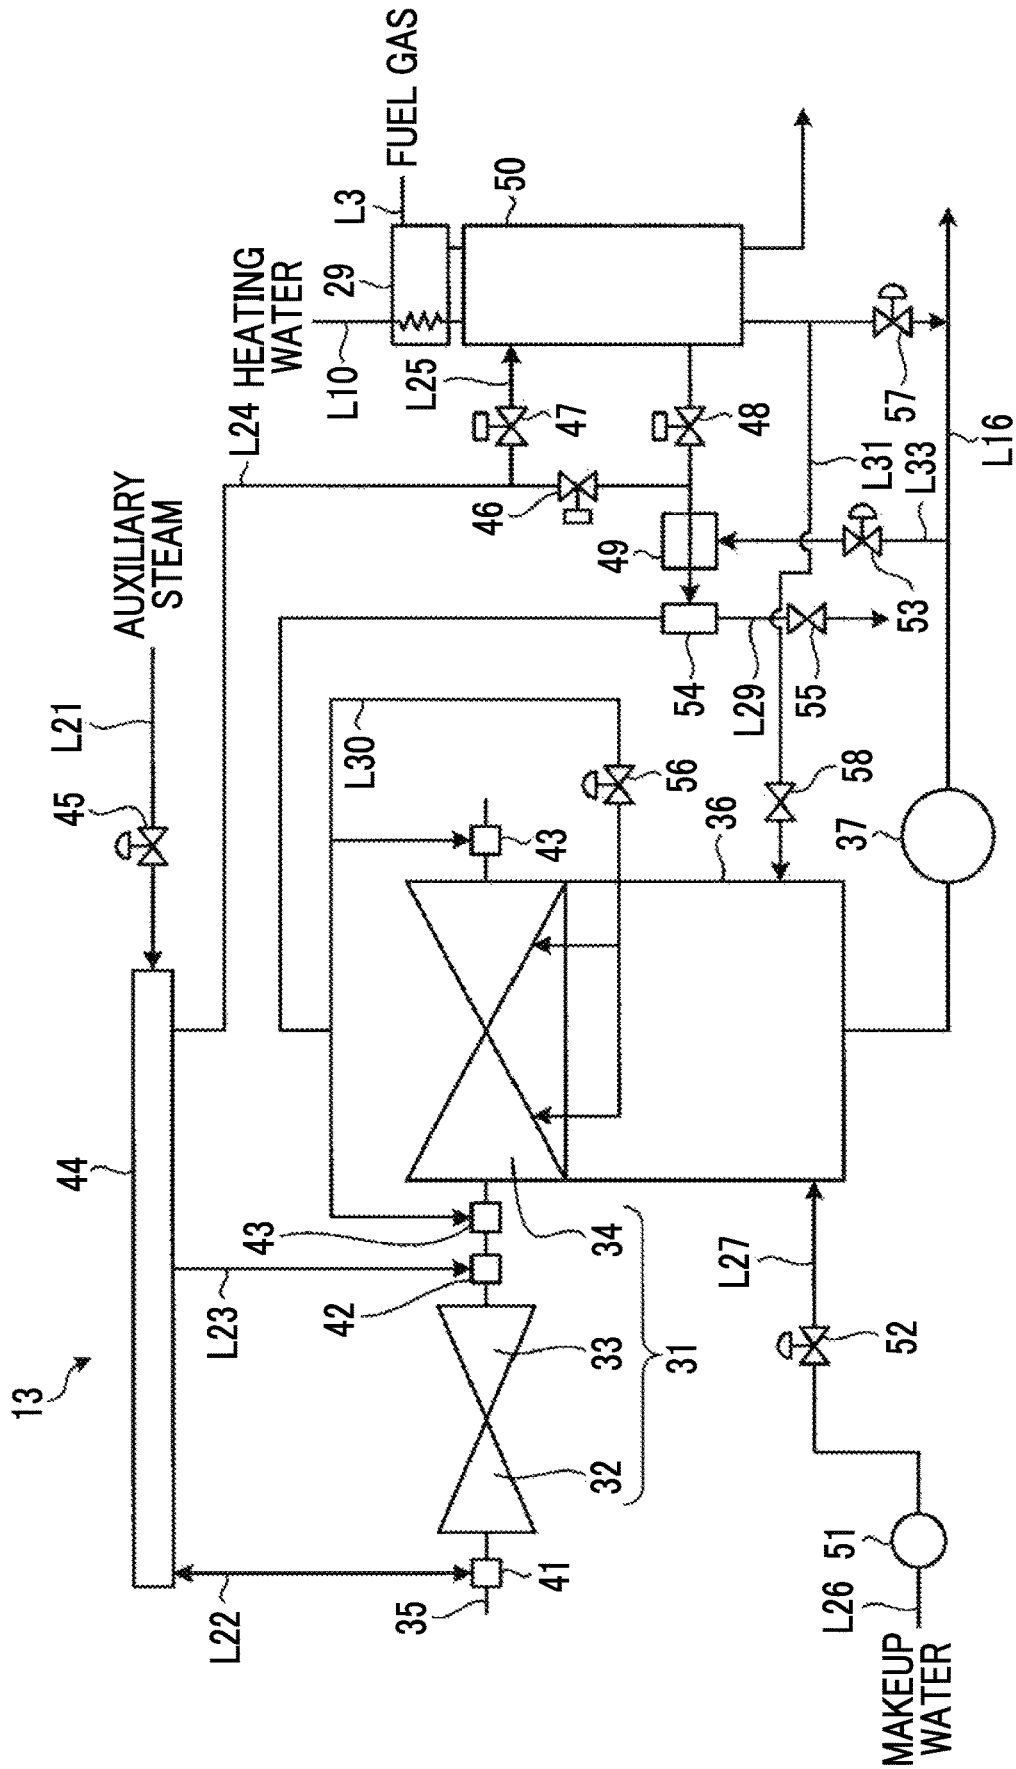 13
AUXILIARY
STEAM
L21
45
44
L22
L23
L24
HEATING
WATER
L10
29
L3
FUEL GAS
L25
50
47
46
48
49
54
L29
55
L30
56
43
36
58
53
L33
L31
57
L16
37
43
42
34
33
32
31
41
35
L27
52
51
L26
MAKEUP
WATER